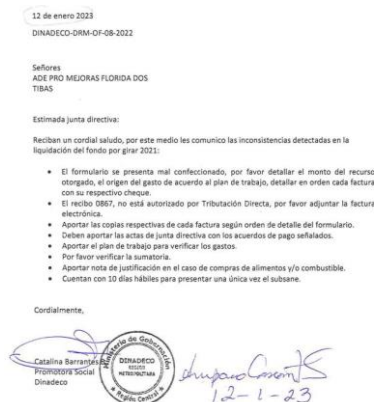 12 de enero 2023
DINADECO-DRM-OF-08-2022
Señores
ADE PRO MEJORAS FLORIDA DOS
TIBAS
Estimada junta directiva:
Reciban un cordial saludo, por este medio les comunico las inconsistencias detectadas en la
liquidación del fondo por girar 2021:
• El formulario se presenta mal confeccionado, por favor detallar el monto del recurso
otorgado, el origen del gasto de acuerdo al plan de trabajo, detallar en orden cada factura
con su respectivo cheque.
• El recibo 0867, no está autorizado por Tributación Directa, por favor adjuntar la factura
electrónica.
• Aportar las copias respectivas de cada factura según orden de detalle del formulario.
• Deben aportar las actas de junta directiva con los acuerdos de pago señalados.
• Aportar el plan de trabajo para verificar los gastos.
• Por favor verificar la sumatoria.
• Aportar nota de justificación en el caso de compras de alimentos y/o combustible.
• Cuentan con 10 días hábiles para presentar una única vez el subsane.
Cordialmente,
Catalina Barrantes
Promotora Social
Dinadeco
Ministerio de Gobernación
DINADECO
REGION
METROPOLITANA
Región Central
12-1-23